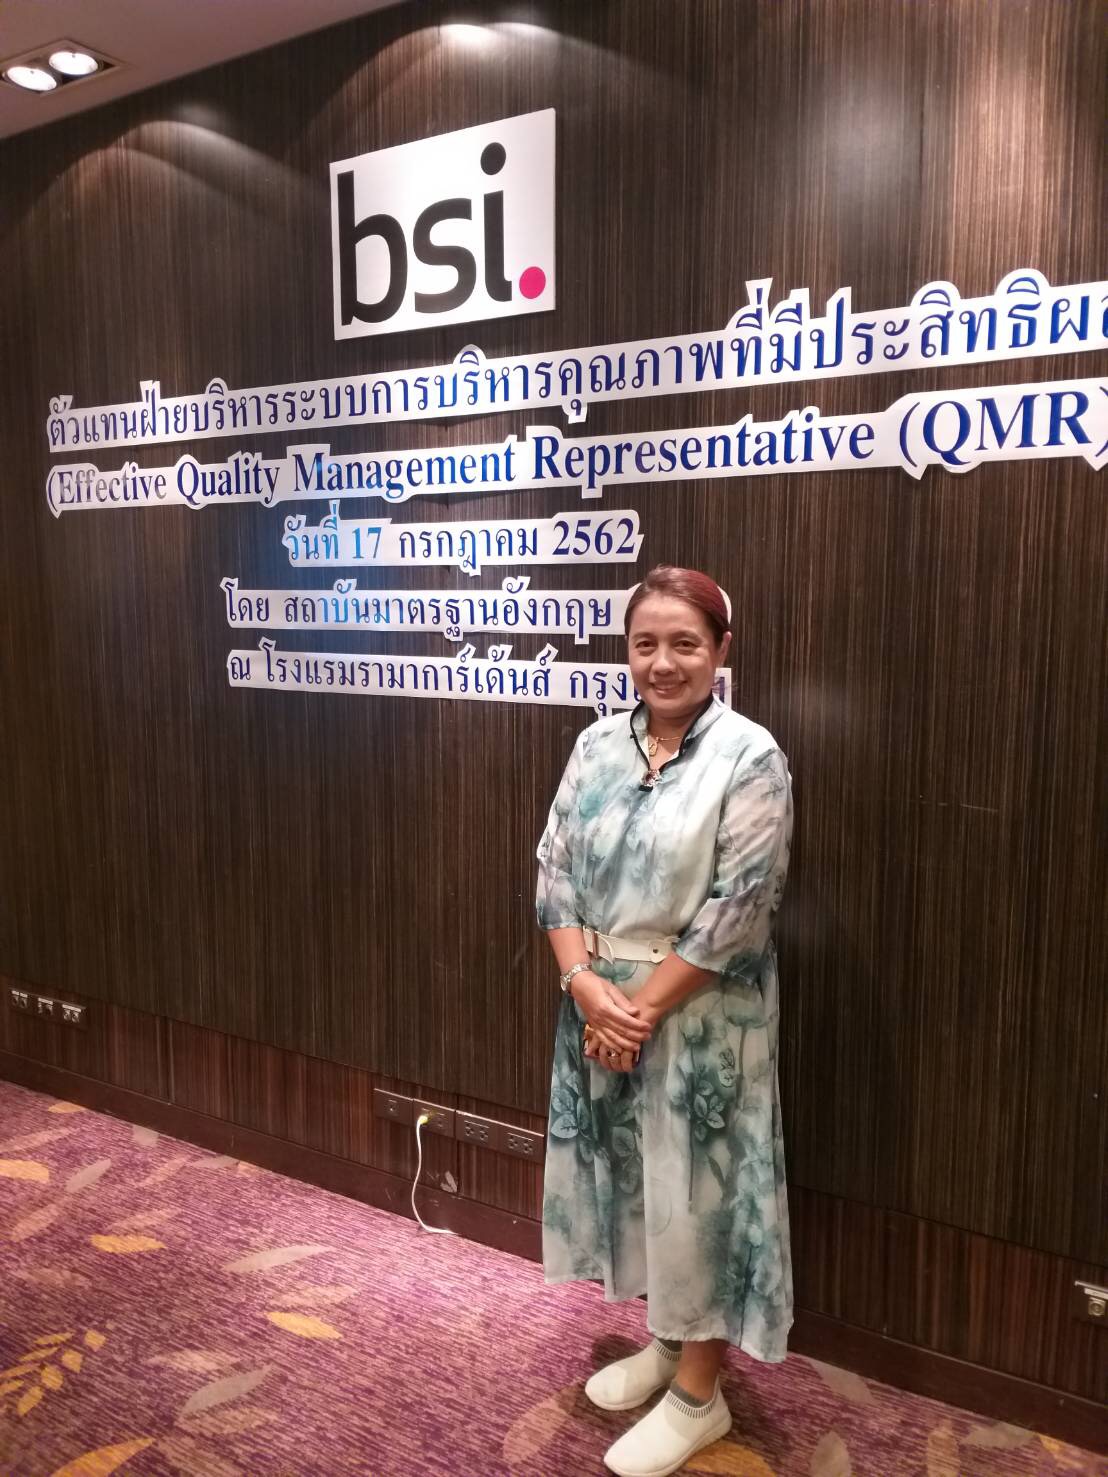 bsi.
ตัวแทนฝ่ายบริหารระบบการบริหารคุณภาพที่มีประสิทธิผล
(Effective Quality Management Representative (QMR)
วันที่ 17 กรกฎาคม 2562
โดย สถาบันมาตรฐานอังกฤษ
ณ โรงแรมรามาการ์เด้นส์